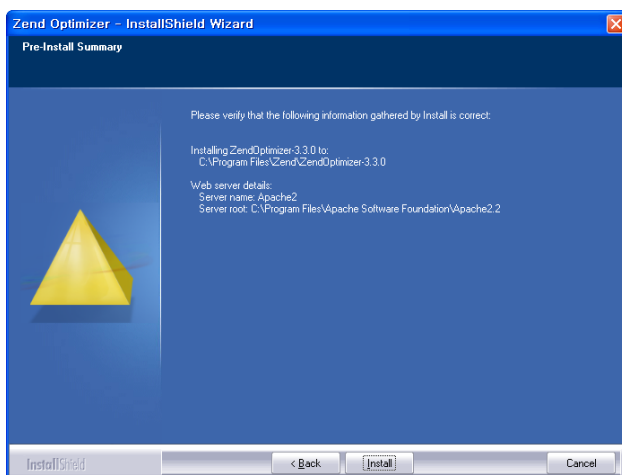 Zend Optimizer - InstallShield Wizard
Pre-Install Summary
Please verify that the following information gathered by Install is correct:
Installing ZendOptimizer-3.3.0 to:
C:\Program Files\Zend\ZendOptimizer-3.3.0
Web server details:
Server name: Apache2
Server root: C:\Program Files\Apache Software Foundation\Apache2.2
InstallShield
< Back
Install
Cancel